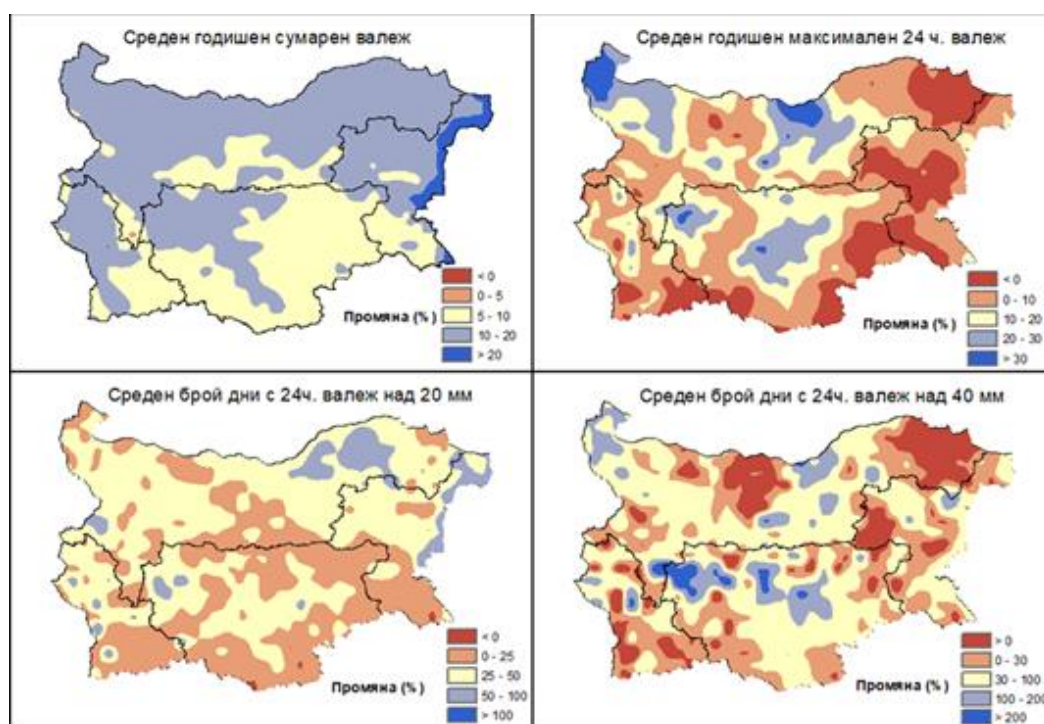 Среден годишен сумарен валеж
Промяна (%)
< 0
0 - 5
5 - 10
10 - 20
> 20
Среден годишен максимален 24 ч. валеж
Промяна (%)
< 0
0 - 10
10 - 20
20 - 30
> 30
Среден брой дни с 24ч. валеж над 20 мм
Промяна (%)
< 0
0 - 25
25 - 50
50 - 100
> 100
Среден брой дни с 24ч. валеж над 40 мм
Промяна (%)
> 0
0 - 30
30 - 100
100 - 200
> 200